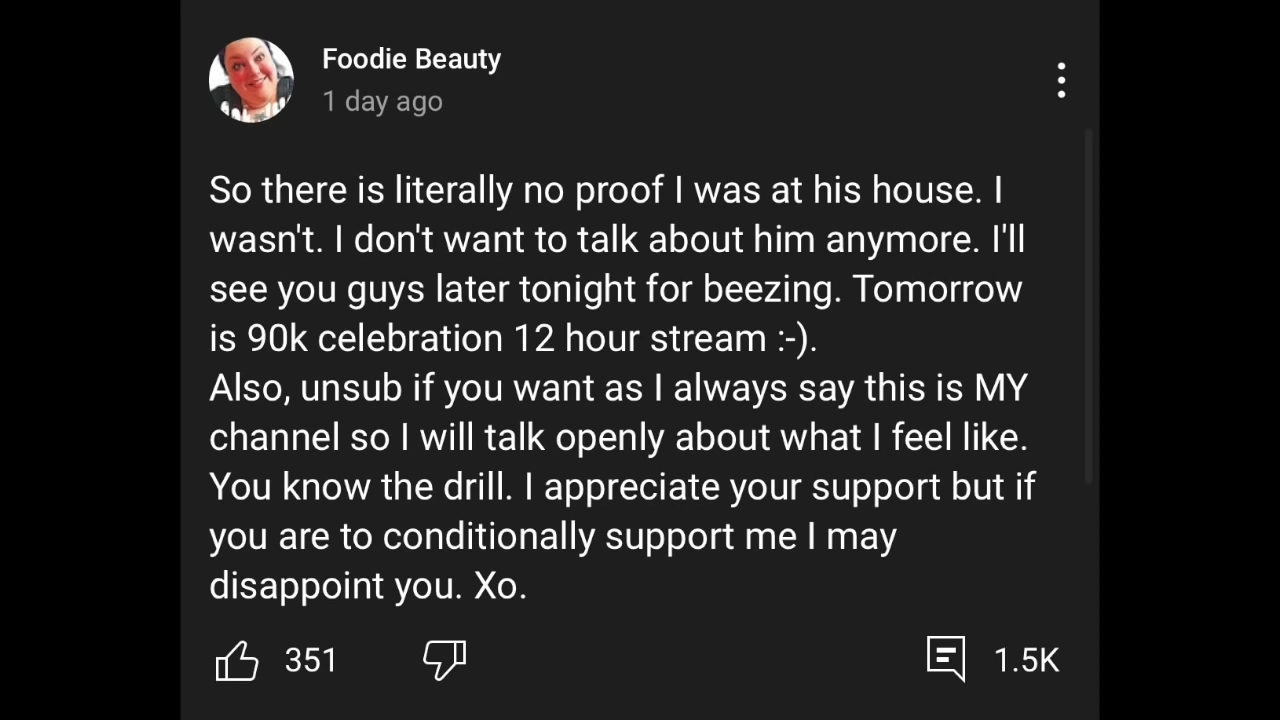 Foodie Beauty
1 day ago
So there is literally no proof I was at his house. I
wasn't. I don't want to talk about him anymore. I'll
see you guys later tonight for beezing. Tomorrow
is 90k celebration 12 hour stream :-).
Also, unsub if you want as I always say this is MY
channel so I will talk openly about what I feel like.
You know the drill. I appreciate your support but if
you are to conditionally support me I may
disappoint you. Xo.
351
1.5K